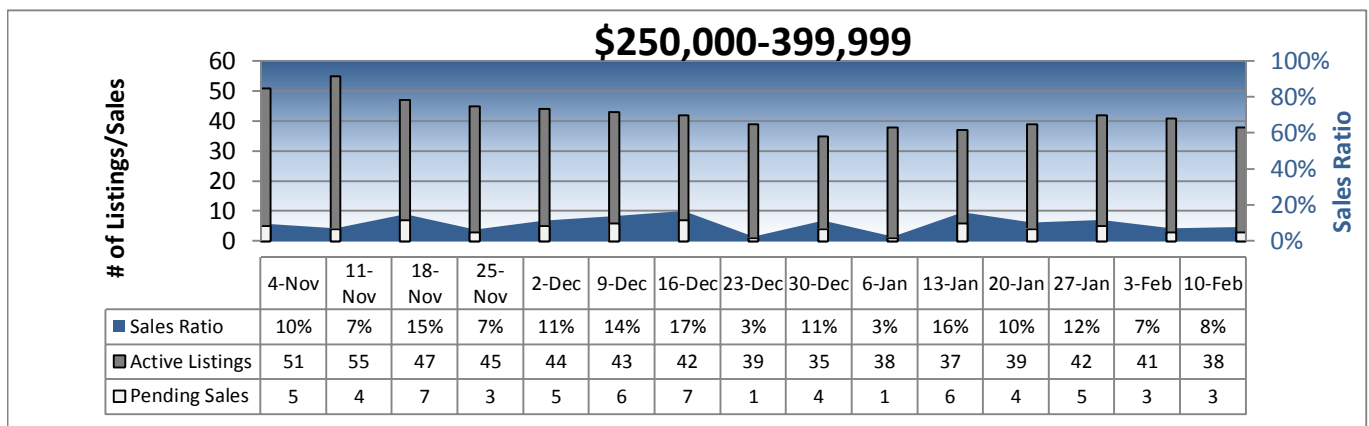 $250,000-399,999
# of Listings/Sales
60
50
40
30
20
10
0
100%
80%
60%
40%
20%
0%
Sales Ratio
4-Nov 11-Nov 18-Nov 25-Nov 2-Dec 9-Dec 16-Dec 23-Dec 30-Dec 6-Jan 13-Jan 20-Jan 27-Jan 3-Feb 10-Feb
Sales Ratio 10% 7% 15% 7% 11% 14% 17% 3% 11% 3% 16% 10% 12% 7% 8%
Active Listings 51 55 47 45 44 43 42 39 35 38 37 39 42 41 38
Pending Sales 5 4 7 3 5 6 7 1 4 1 6 4 5 3 3